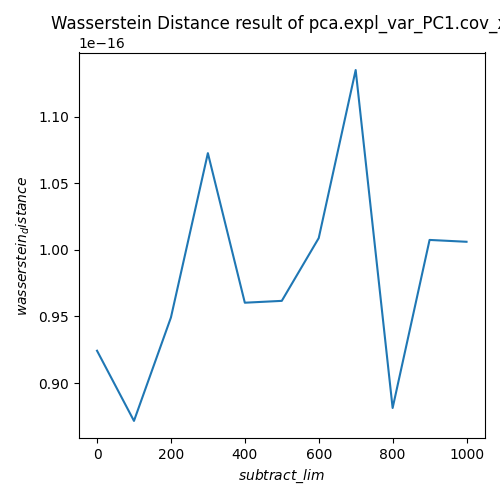 Wasserstein Distance result of pca.expl_var_PC1.cov_x
1e−16
1.10
1.05
1.00
0.95
0.90
wasserstein_distance
0 200 400 600 800 1000
subtract_lim